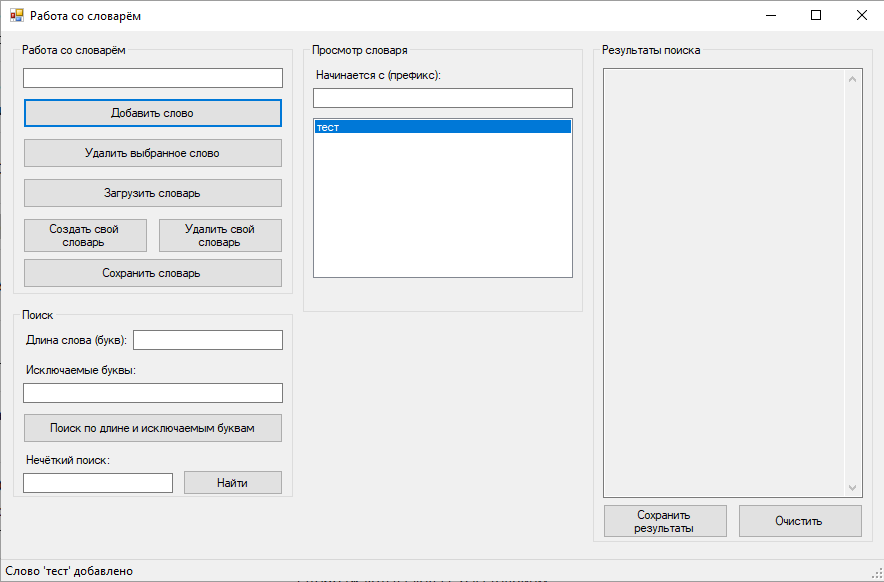 Работа со словарём
Работа со словарём
Добавить слово
Удалить выбранное слово
Загрузить словарь
Создать свой
словарь
Удалить свой
словарь
Сохранить словарь
Поиск
Длина слова (букв):
Исключаемые буквы:
Поиск по длине и исключаемым буквам
Нечёткий поиск:
Найти
Просмотр словаря
Начинается с (префикс):
тест
Результаты поиска
Сохранить
результаты
Очистить
Слово 'тест' добавлено